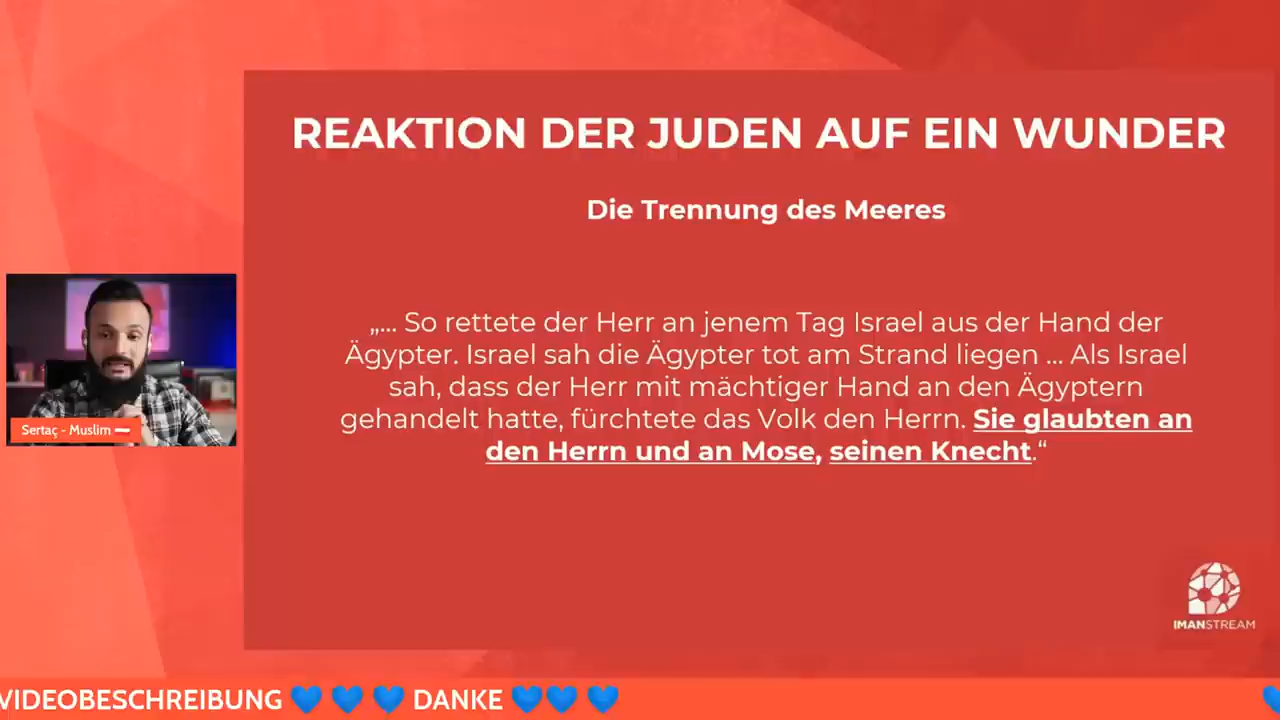 REAKTION DER JUDEN AUF EIN WUNDER
Die Trennung des Meeres
„... So rettete der Herr an jenem Tag Israel aus der Hand der
Ägypter. Israel sah die Ägypter tot am Strand liegen ... Als Israel
sah, dass der Herr mit mächtiger Hand an den Ägyptern
gehandelt hatte, fürchtete das Volk den Herrn. Sie glaubten an
den Herrn und an Mose, seinen Knecht.“
Sertaç - Muslim
IMANSTREAM
VIDEOBESCHREIBUNG 💙 💙 💙 DANKE 💙 💙 💙